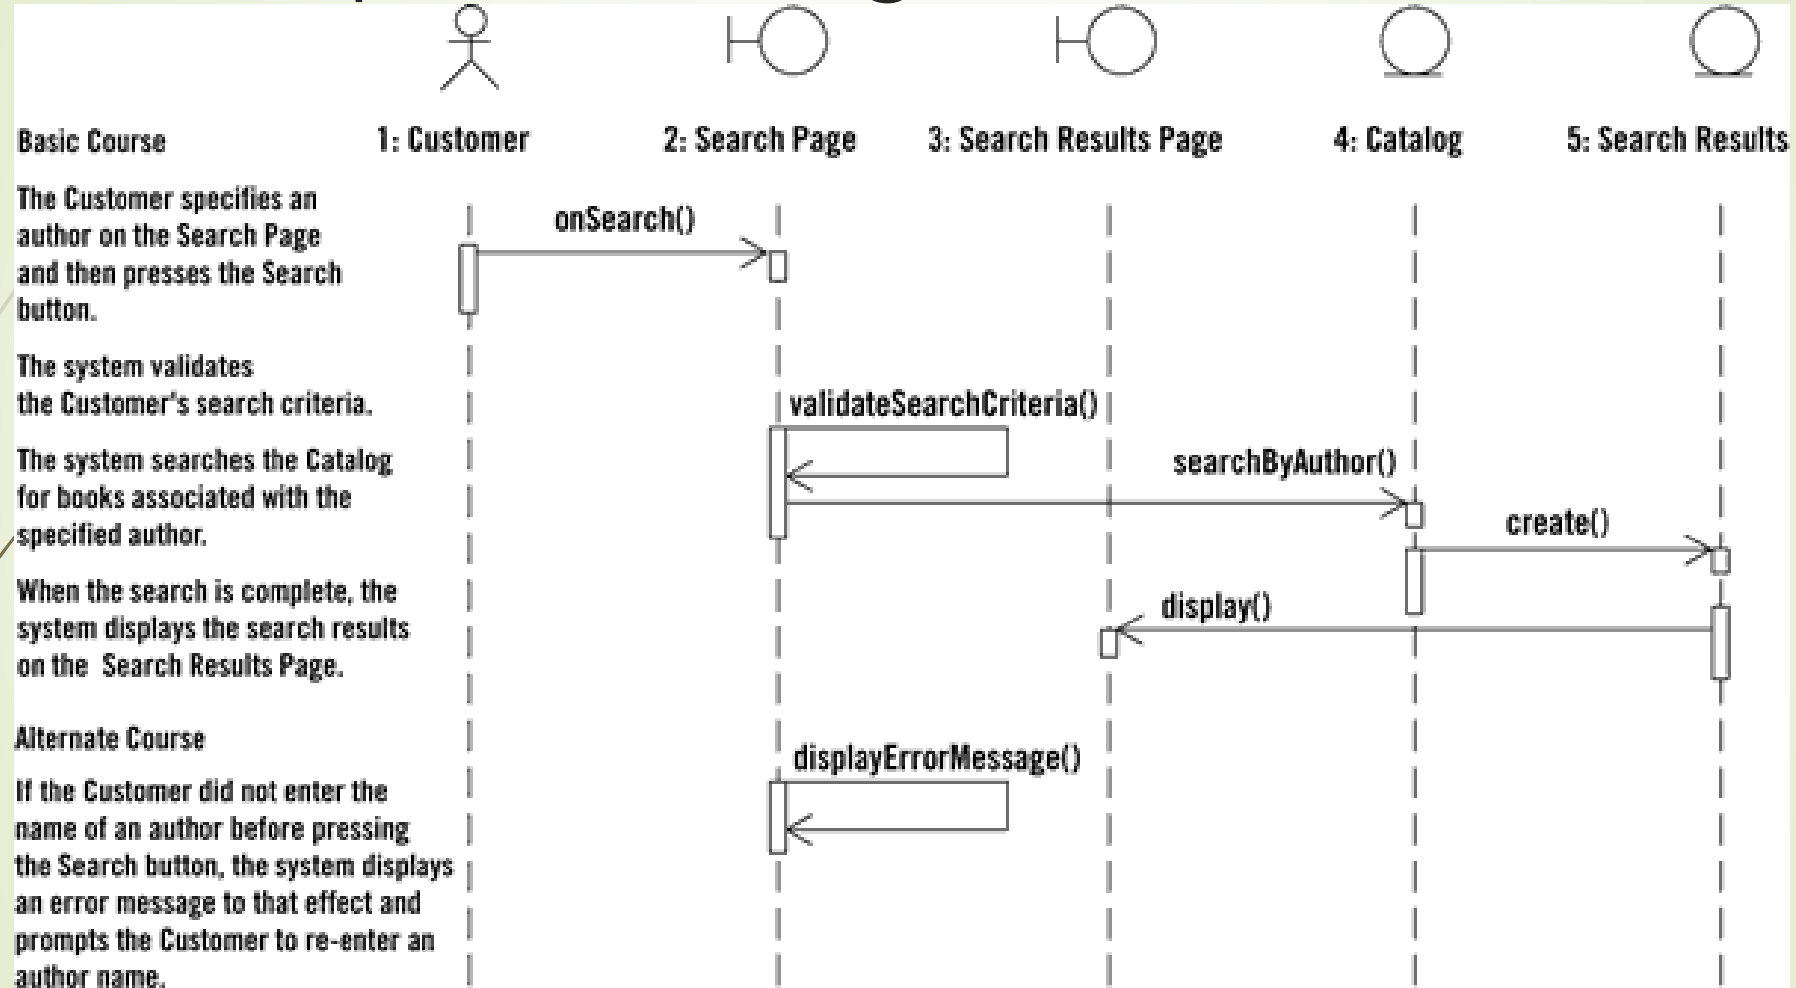 Basic Course
1: Customer
2: Search Page
3: Search Results Page
4: Catalog
5: Search Results
The Customer specifies an
author on the Search Page
and then presses the Search
button.
onSearch()
The system validates
the Customer's search criteria.
validateSearchCriteria()
The system searches the Catalog
for books associated with the
specified author.
searchByAuthor()
create()
When the search is complete, the
system displays the search results
on the Search Results Page.
display()
Alternate Course
displayErrorMessage()
If the Customer did not enter the
name of an author before pressing
the Search button, the system displays
an error message to that effect and
prompts the Customer to re-enter an
author name.